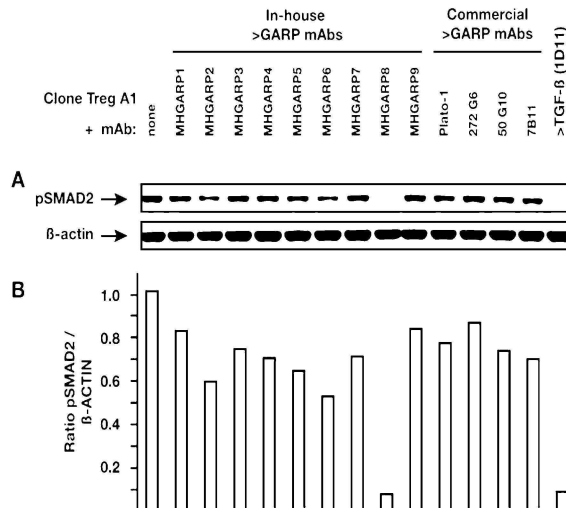 In-house
>GARP mAbs
Commercial
>GARP mAbs
Clone Treg A1
+ mAb:
none
MHGARP1
MHGARP2
MHGARP3
MHGARP4
MHGARP5
MHGARP6
MHGARP7
MHGARP8
MHGARP9
Plato-1
272 G6
50 G10
7B11
>TGF-ß (1D11)
A
pSMAD2
ß-actin
B
Ratio pSMAD2 /
ß-ACTIN
1.0
0.8
0.6
0.4
0.2